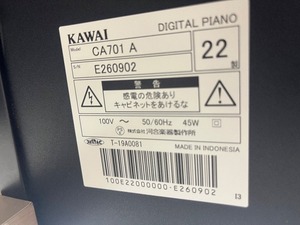 KAWAI DIGITAL PIANO
MODEL CA701 A
S/N E260902
22 製
警告
感電の危険あり
キャビネットをあけるな
100V ~ 50/60Hz 45W
株式会社 河合楽器製作所
T-19A0081 MADE IN INDONESIA
100E22000000-E260902